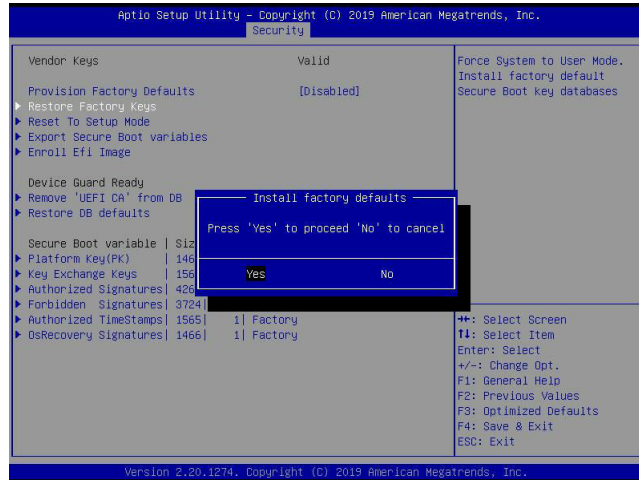 Aptio Setup Utility – Copyright (C) 2019 American Megatrends, Inc.
Security
Vendor Keys Valid
Provision Factory Defaults [Disabled]
Restore Factory Keys
Reset To Setup Mode
Export Secure Boot variables
Enroll Efi Image
Device Guard Ready
Remove 'UEFI CA' from DB
Restore DB defaults
Secure Boot variable | Siz
Platform Key(PK) | 146
Key Exchange Keys | 156
Authorized Signatures| 426
Forbidden Signatures| 3724|
Authorized TimeStamps| 1565| 1| Factory
OsRecovery Signatures| 1466| 1| Factory
Install factory defaults
Press 'Yes' to proceed 'No' to cancel
Yes No
Force System to User Mode.
Install factory default
Secure Boot key databases
→←: Select Screen
↑↓: Select Item
Enter: Select
+/-: Change Opt.
F1: General Help
F2: Previous Values
F3: Optimized Defaults
F4: Save & Exit
ESC: Exit
Version 2.20.1274. Copyright (C) 2019 American Megatrends, Inc.